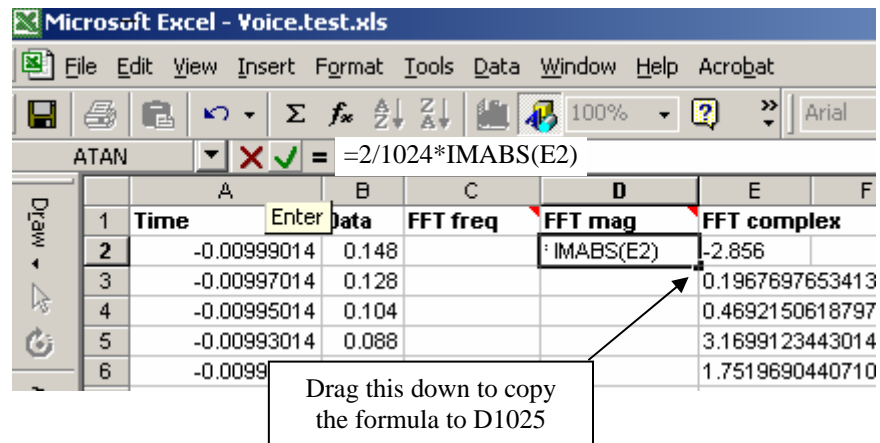 Microsoft Excel - Voice.test.xls
File Edit View Insert Format Tools Data Window Help Acrobat
Σ fx 100% Arial
ATAN = =2/1024*IMABS(E2)
A B C D E F
1 Time Enter Data FFT freq FFT mag FFT complex
2 -0.00999014 0.148 IMABS(E2) -2.856
3 -0.00997014 0.128 0.1967697653413
4 -0.00995014 0.104 0.4692150618797
5 -0.00993014 0.088 3.1699123443014
6 -0.0099 1.7519690440710
Draw
Drag this down to copy
the formula to D1025